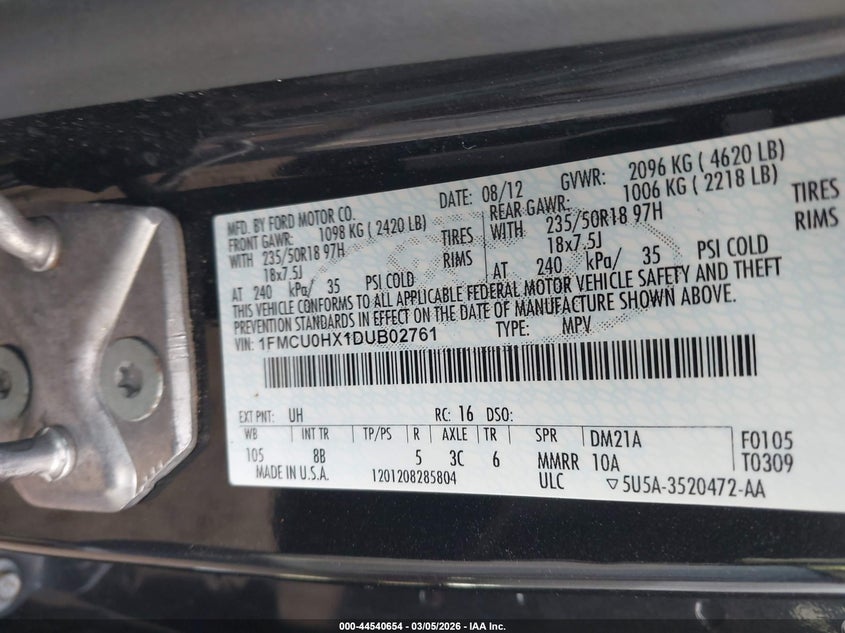 MFD. BY FORD MOTOR CO.
DATE: 08/12 GVWR: 2096 KG ( 4620 LB)
FRONT GAWR: 1098 KG ( 2420 LB) REAR GAWR: 1006 KG ( 2218 LB)
WITH 235/50R18 97H TIRES WITH 235/50R18 97H TIRES
18x7.5J RIMS 18x7.5J RIMS
AT 240 kPa/ 35 PSI COLD AT 240 kPa/ 35 PSI COLD
THIS VEHICLE CONFORMS TO ALL APPLICABLE FEDERAL MOTOR VEHICLE SAFETY AND THEFT
PREVENTION STANDARDS IN EFFECT ON THE DATE OF MANUFACTURE SHOWN ABOVE.
VIN: 1FMCU0HX1DUB02761 TYPE: MPV
EXT PNT: UH RC: 16 DSO:
WB INT TR TP/PS R AXLE TR SPR DM21A F0105
105 8B 5 3C 6 MMRR 10A T0309
MADE IN U.S.A. 1201208285804 ULC ▽5U5A-3520472-AA
000-44540654 - 03/05/2026 - IAA Inc.